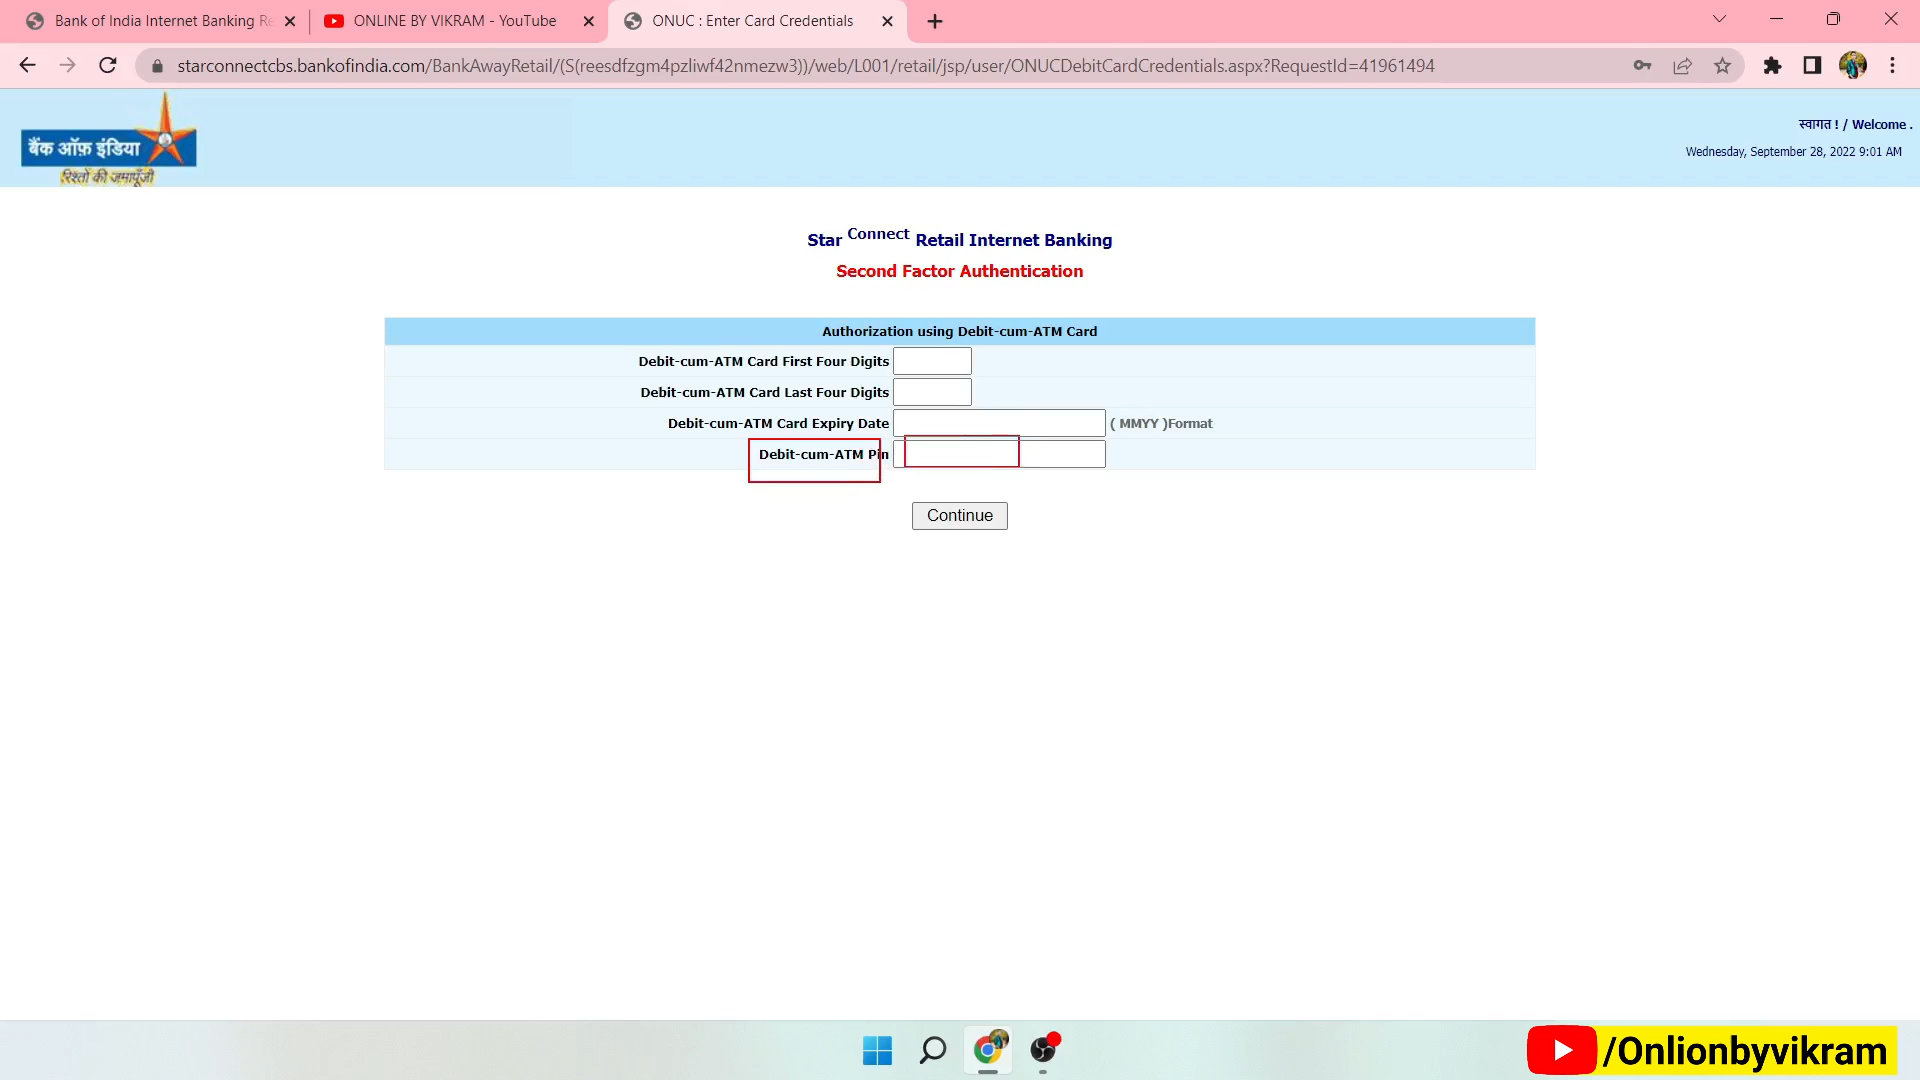 Bank of India Internet Banking Re
ONLINE BY VIKRAM - YouTube
ONUC : Enter Card Credentials
starconnectcbs.bankofindia.com/BankAwayRetail/(S(reesdfzgm4pzliwf42nmezw3))/web/L001/retail/jsp/user/ONUCDebitCardCredentials.aspx?RequestId=41961494
बैंक ऑफ़ इंडिया
रिश्तों की जमापूँजी
स्वागत ! / Welcome .
Wednesday, September 28, 2022 9:01 AM
Star Connect Retail Internet Banking
Second Factor Authentication
Authorization using Debit-cum-ATM Card
Debit-cum-ATM Card First Four Digits
Debit-cum-ATM Card Last Four Digits
Debit-cum-ATM Card Expiry Date ( MMYY )Format
Debit-cum-ATM Pin
Continue
/Onlionbyvikram